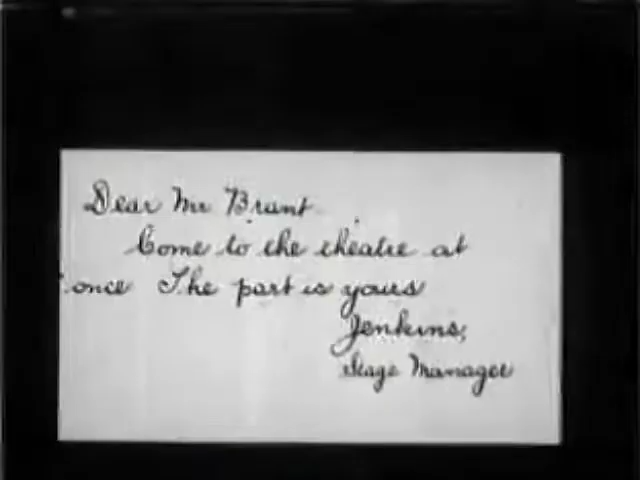 Dear Mr Brant
Come to the theatre at
once The part is yours
Jenkins,
Stage Manager